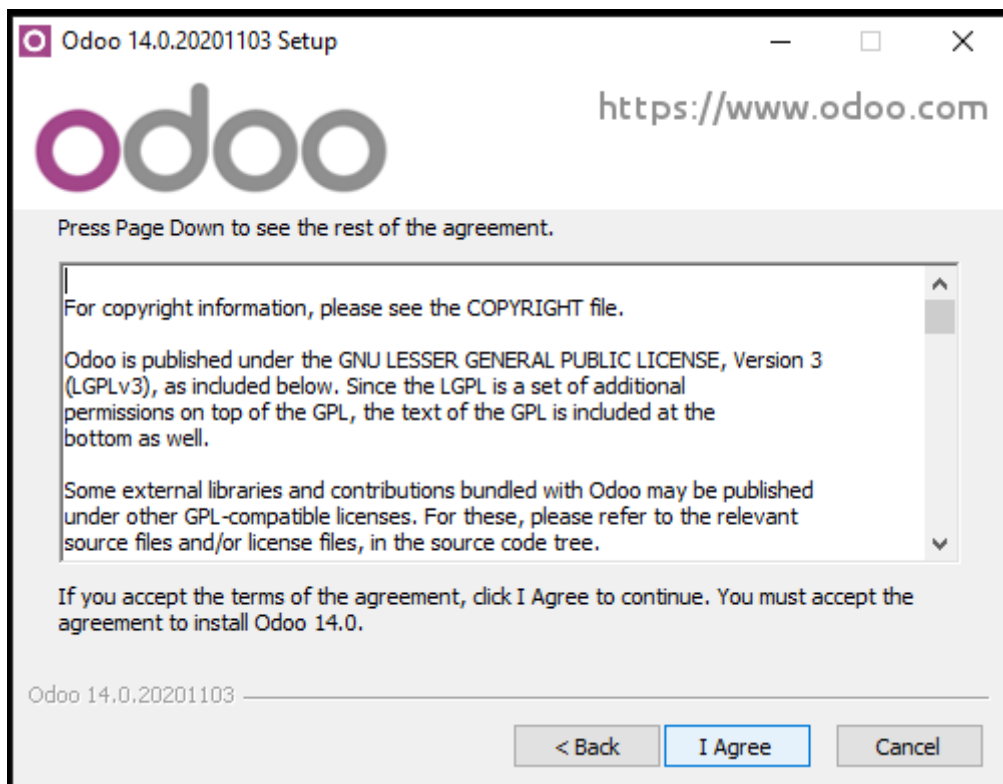 Odoo 14.0.20201103 Setup
odoo
https://www.odoo.com
Press Page Down to see the rest of the agreement.
For copyright information, please see the COPYRIGHT file.
Odoo is published under the GNU LESSER GENERAL PUBLIC LICENSE, Version 3
(LGPLv3), as included below. Since the LGPL is a set of additional
permissions on top of the GPL, the text of the GPL is included at the
bottom as well.
Some external libraries and contributions bundled with Odoo may be published
under other GPL-compatible licenses. For these, please refer to the relevant
source files and/or license files, in the source code tree.
If you accept the terms of the agreement, click I Agree to continue. You must accept the
agreement to install Odoo 14.0.
Odoo 14.0.20201103
< Back
I Agree
Cancel